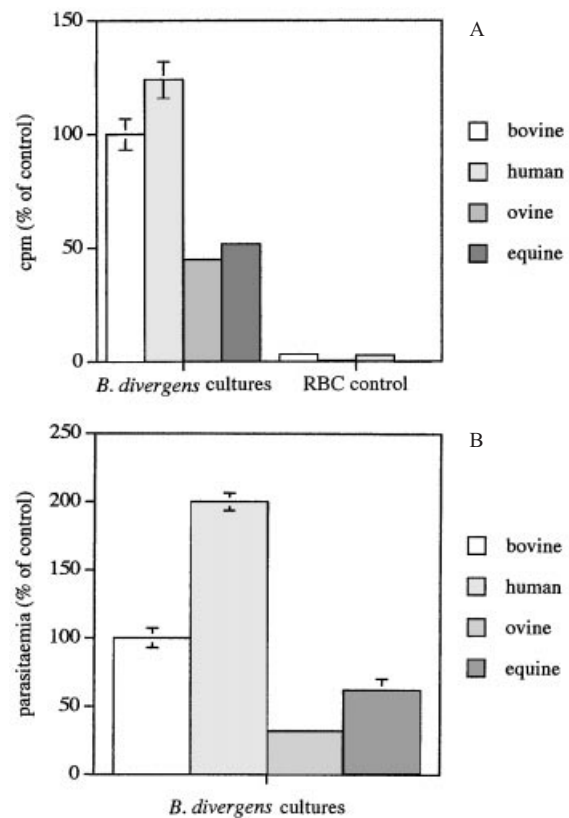 A
150
100
50
0
cpm (% of control)
bovine
human
ovine
equine
B. divergens cultures
RBC control
B
250
200
150
100
50
0
parasitaemia (% of control)
bovine
human
ovine
equine
B. divergens cultures